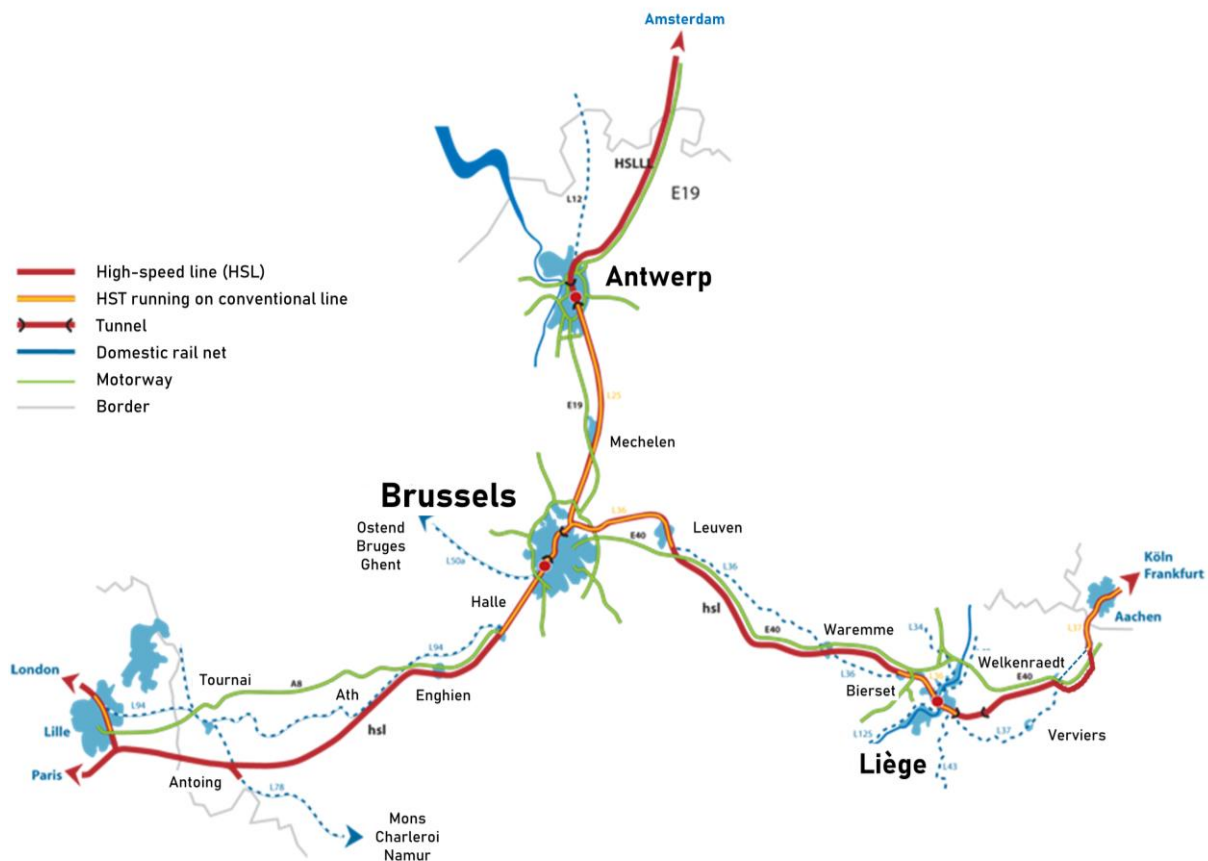 Amsterdam
HSLLL
E19
L12
Antwerp
High-speed line (HSL)
HST running on conventional line
Tunnel
Domestic rail net
Motorway
Border
L25
E19
Mechelen
Brussels
L36
Ostend
Bruges
Ghent
L50a
E40
Leuven
L36
Köln
Frankfurt
Aachen
Halle
hsl
L94
E40
Waremme
L34
L37
Welkenraedt
London
Tournai
A8
Ath
Enghien
L36
Bierset
E40
L94
Lille
hsl
L125
L37
Verviers
Liège
L43
Paris
Antoing
L78
Mons
Charleroi
Namur